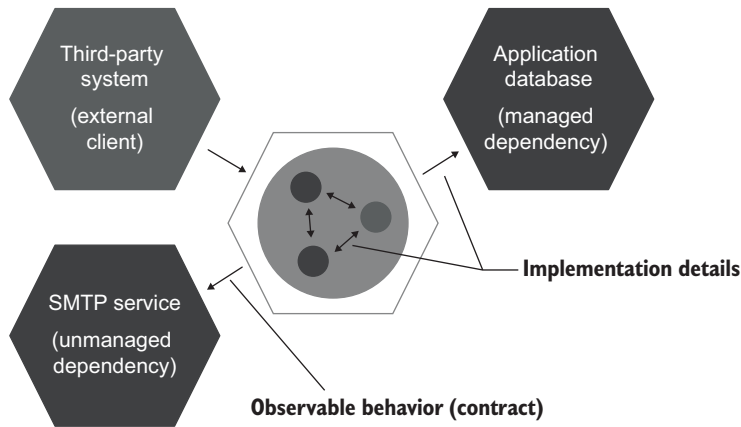 Third-party
system
(external
client)
Application
database
(managed
dependency)
Implementation details
SMTP service
(unmanaged
dependency)
Observable behavior (contract)